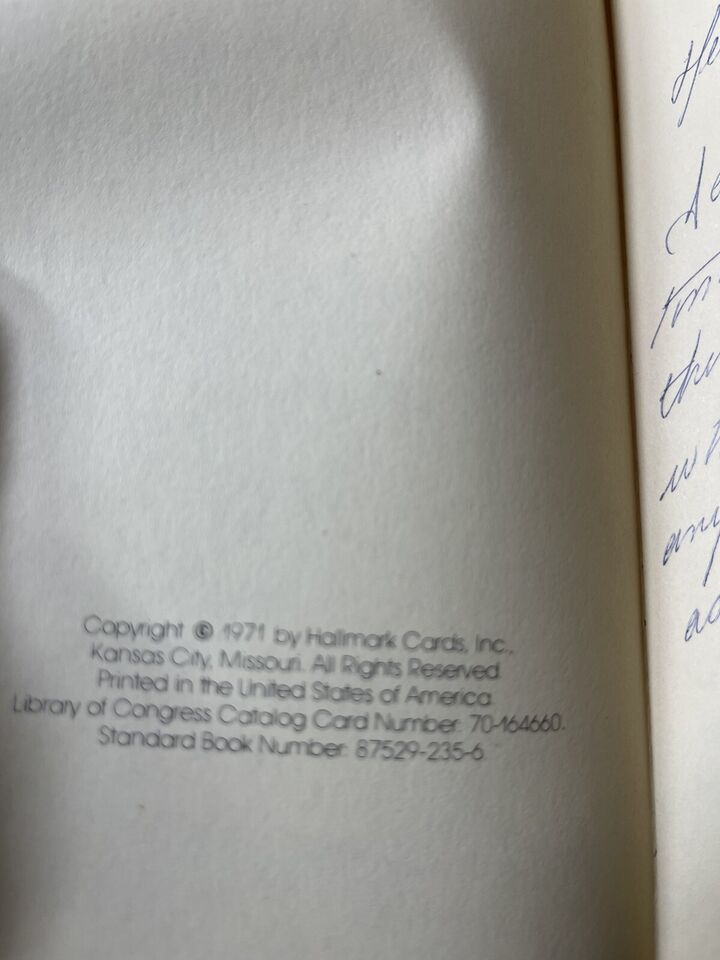 Copyright © 1971 by Hallmark Cards, Inc.,
Kansas City, Missouri. All Rights Reserved.
Printed in the United States of America.
Library of Congress Catalog Card Number: 70-164660.
Standard Book Number: 87529-235-6.